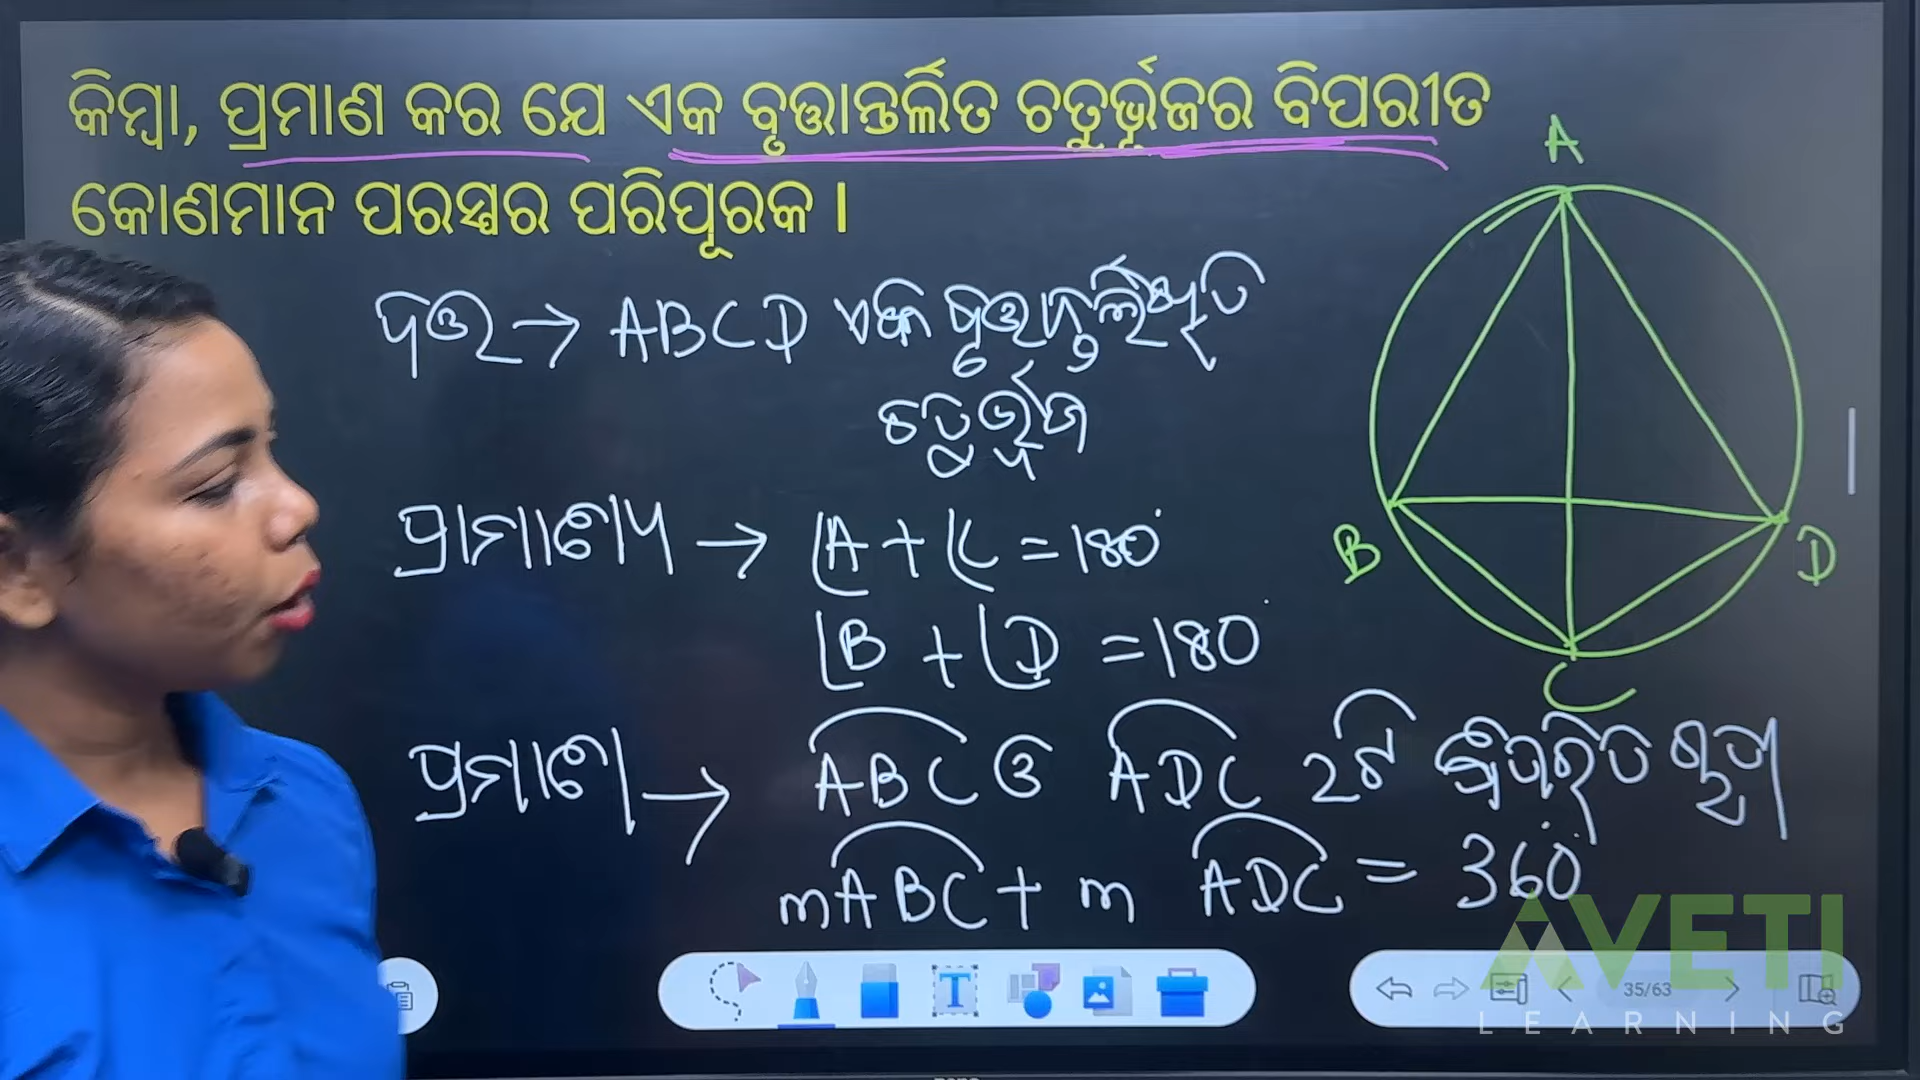 କିମ୍ବା, ପ୍ରମାଣ କର ଯେ ଏକ ବୃତ୍ତାନ୍ତର୍ଲିତ ଚତୁର୍ଭୂଜର ବିପରୀତ
କୋଣମାନ ପରସ୍ପର ପରିପୂରକ ।
ଦତ୍ତ → ABCD ଏକ ବୃତ୍ତାନ୍ତର୍ଲିଖିତ
ଚତୁର୍ଭୁଜ
ପ୍ରାମାଣ୍ୟ → ∠A + ∠C = 180°
∠B + ∠D = 180°
ପ୍ରମାଣ → ABC ଓ ADC 2ଟି ବିପରିତ ଚାପ
mABC + m ADC = 360°
A
B
D
C
35/63
AVETI
LEARNING